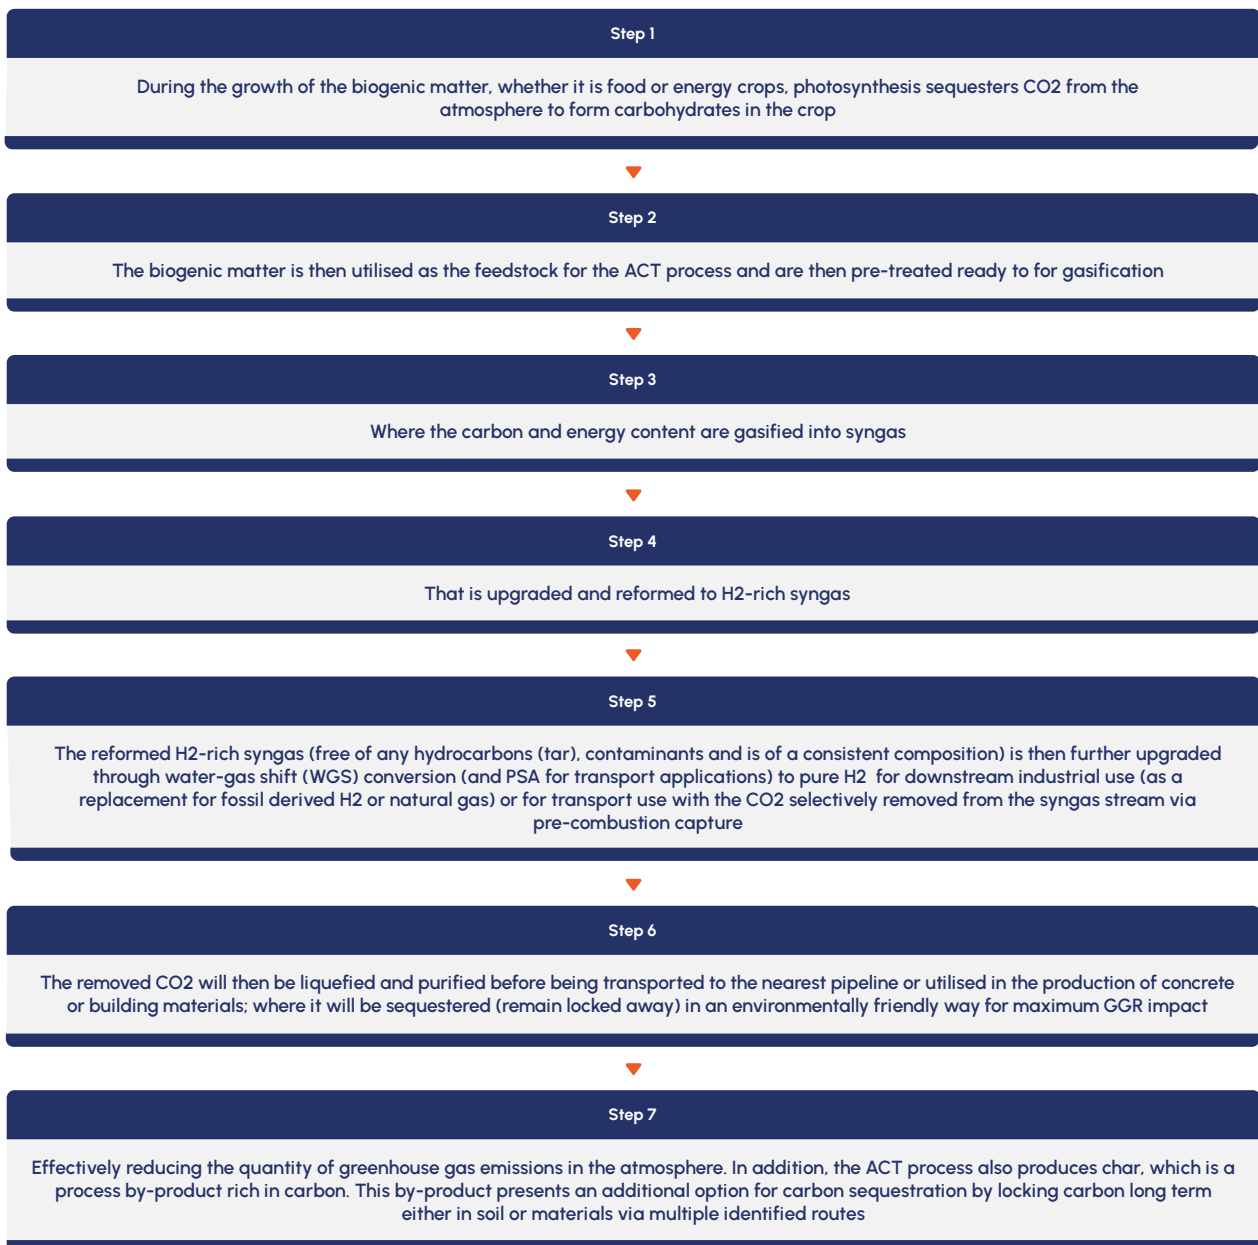 Step 1
During the growth of the biogenic matter, whether it is food or energy crops, photosynthesis sequesters CO2 from the
atmosphere to form carbohydrates in the crop
Step 2
The biogenic matter is then utilised as the feedstock for the ACT process and are then pre-treated ready to for gasification
Step 3
Where the carbon and energy content are gasified into syngas
Step 4
That is upgraded and reformed to H2-rich syngas
Step 5
The reformed H2-rich syngas (free of any hydrocarbons (tar), contaminants and is of a consistent composition) is then further upgraded
through water-gas shift (WGS) conversion (and PSA for transport applications) to pure H2 for downstream industrial use (as a
replacement for fossil derived H2 or natural gas) or for transport use with the CO2 selectively removed from the syngas stream via
pre-combustion capture
Step 6
The removed CO2 will then be liquefied and purified before being transported to the nearest pipeline or utilised in the production of concrete
or building materials; where it will be sequestered (remain locked away) in an environmentally friendly way for maximum GGR impact
Step 7
Effectively reducing the quantity of greenhouse gas emissions in the atmosphere. In addition, the ACT process also produces char, which is a
process by-product rich in carbon. This by-product presents an additional option for carbon sequestration by locking carbon long term
either in soil or materials via multiple identified routes